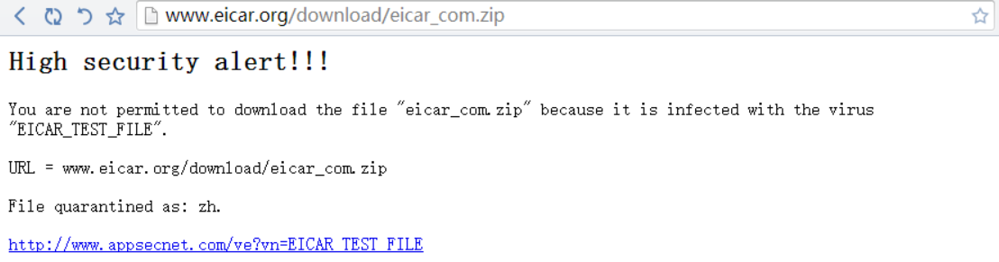 www.eicar.org/download/eicar_com.zip
High security alert!!!
You are not permitted to download the file "eicar_com.zip" because it is infected with the virus
"EICAR_TEST_FILE".
URL = www.eicar.org/download/eicar_com.zip
File quarantined as: zh.
http://www.appsecnet.com/ve?vn=EICAR_TEST_FILE